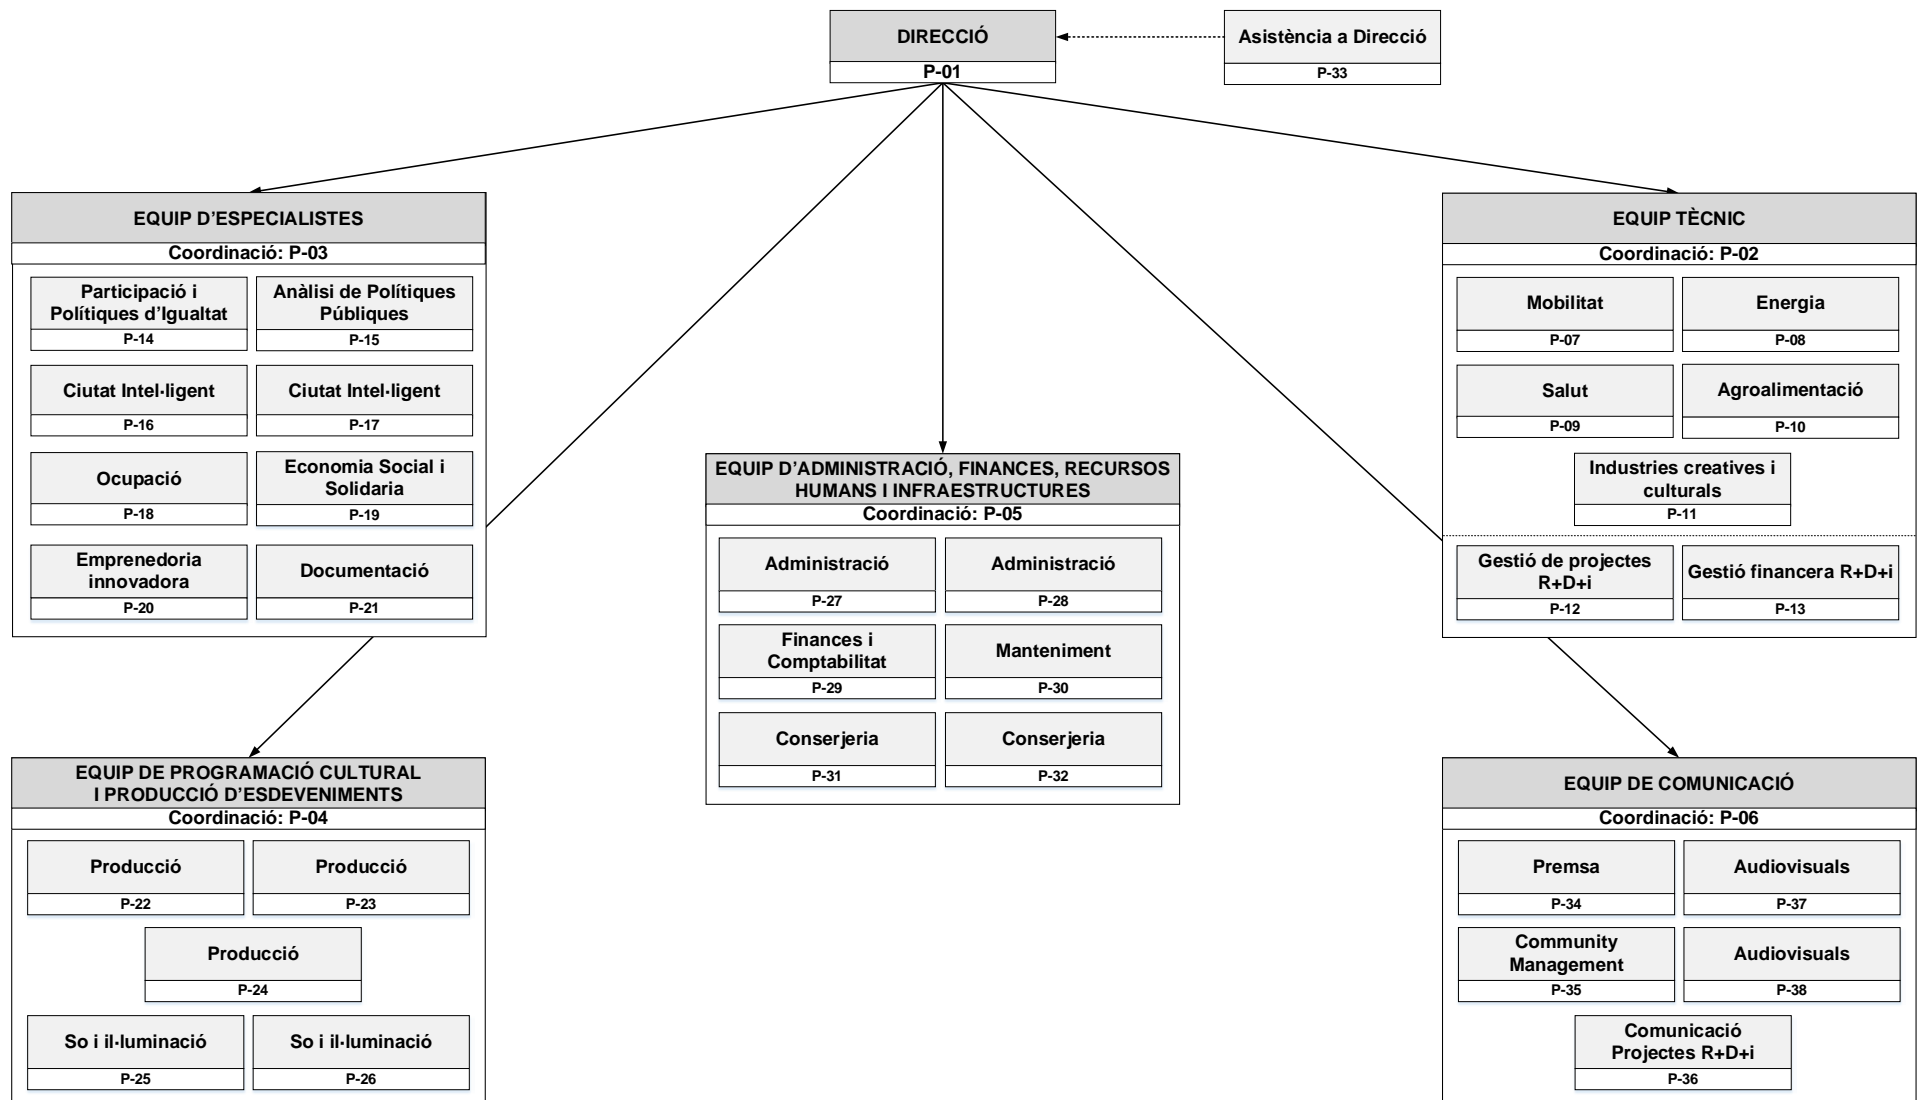 DIRECCIÓ
P-01
Asistència a Direcció
P-33
EQUIP D’ESPECIALISTES
Coordinació: P-03
Participació i
Polítiques d’Igualtat
P-14
Anàlisi de Polítiques
Públiques
P-15
Ciutat Intel·ligent
P-16
Ciutat Intel·ligent
P-17
Ocupació
P-18
Economia Social i
Solidaria
P-19
Emprenedoria
innovadora
P-20
Documentació
P-21
EQUIP TÈCNIC
Coordinació: P-02
Mobilitat
P-07
Energia
P-08
Salut
P-09
Agroalimentació
P-10
Industries creatives i
culturals
P-11
Gestió de projectes
R+D+i
P-12
Gestió financera R+D+i
P-13
EQUIP D’ADMINISTRACIÓ, FINANCES, RECURSOS
HUMANS I INFRAESTRUCTURES
Coordinació: P-05
Administració
P-27
Administració
P-28
Finances i
Comptabilitat
P-29
Manteniment
P-30
Conserjeria
P-31
Conserjeria
P-32
EQUIP DE PROGRAMACIÓ CULTURAL
I PRODUCCIÓ D’ESDEVENIMENTS
Coordinació: P-04
Producció
P-22
Producció
P-23
Producció
P-24
So i il·luminació
P-25
So i il·luminació
P-26
EQUIP DE COMUNICACIÓ
Coordinació: P-06
Premsa
P-34
Audiovisuals
P-37
Community
Management
P-35
Audiovisuals
P-38
Comunicació
Projectes R+D+i
P-36